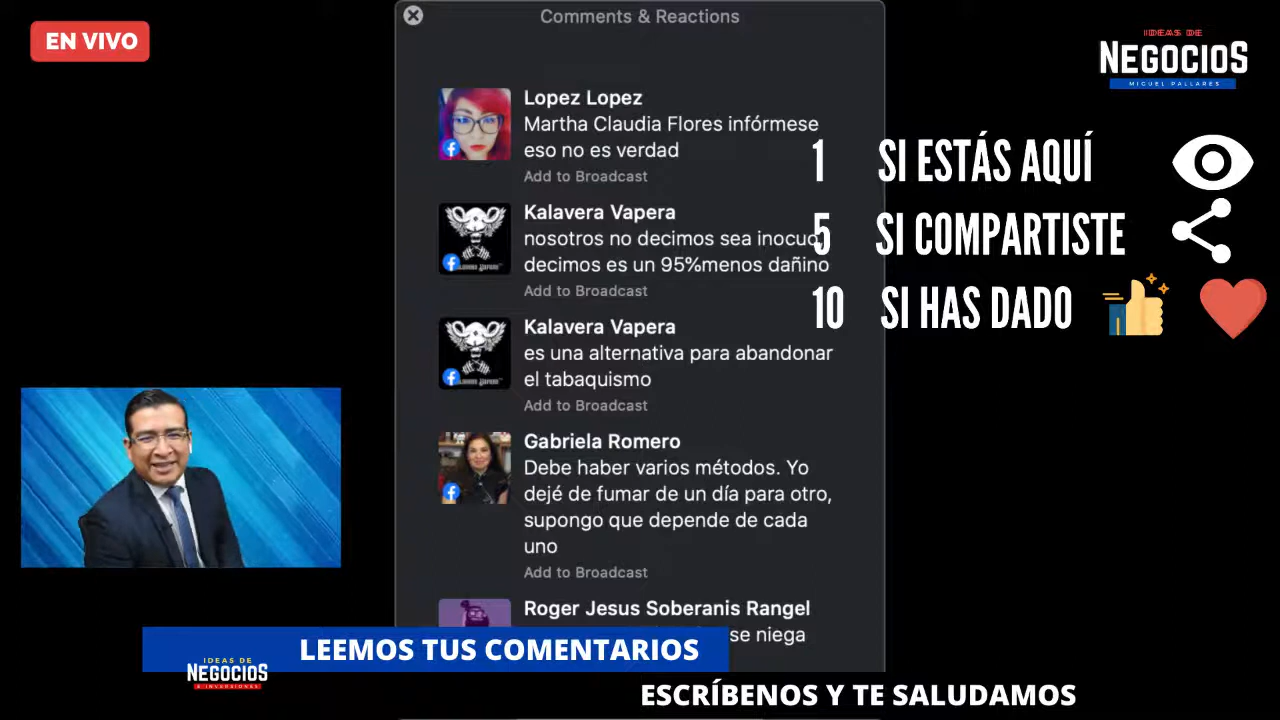 EN VIVO
Comments & Reactions
IDEAS DE
NEGOCIOS
MIGUEL PALLARES
Lopez Lopez
Martha Claudia Flores infórmese
eso no es verdad
Add to Broadcast
1 SI ESTÁS AQUÍ
Kalavera Vapera
nosotros no decimos sea inocuo,
decimos es un 95%menos dañino
Add to Broadcast
5 SI COMPARTISTE
Kalavera Vapera
es una alternativa para abandonar
el tabaquismo
Add to Broadcast
10 SI HAS DADO
Gabriela Romero
Debe haber varios métodos. Yo
dejé de fumar de un día para otro,
supongo que depende de cada
uno
Add to Broadcast
Roger Jesus Soberanis Rangel
se niega
LEEMOS TUS COMENTARIOS
IDEAS DE
NEGOCIOS
& INVERSIONES
ESCRÍBENOS Y TE SALUDAMOS